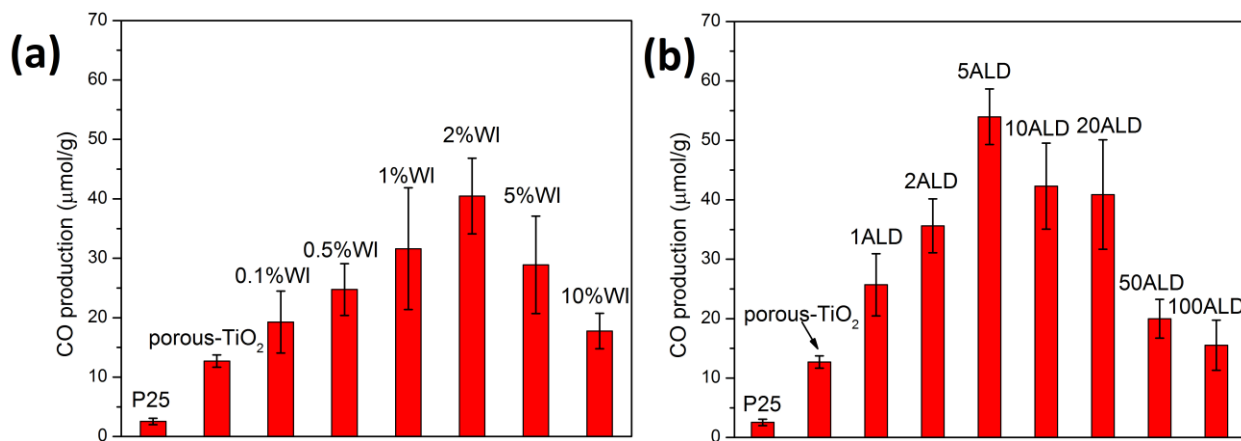 (a)
CO production (μmol/g)
70
60
50
40
30
20
10
0
P25
porous-TiO₂
0.1%WI
0.5%WI
1%WI
2%WI
5%WI
10%WI
(b)
CO production (μmol/g)
70
60
50
40
30
20
10
0
P25
porous-TiO₂
1ALD
2ALD
5ALD
10ALD
20ALD
50ALD
100ALD